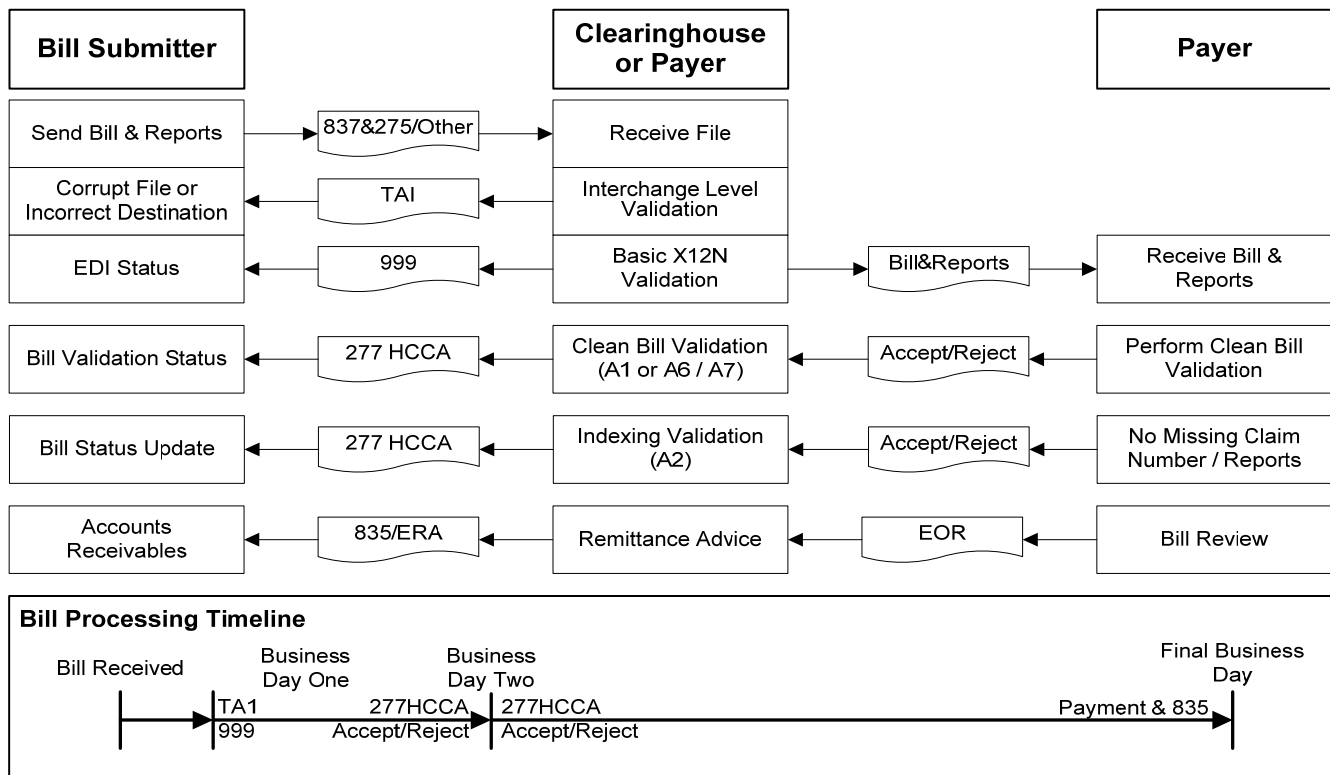 Bill Submitter
Clearinghouse
or Payer
Payer
Send Bill & Reports
837&275/Other
Receive File
Corrupt File or
Incorrect Destination
TAI
Interchange Level
Validation
EDI Status
999
Basic X12N
Validation
Bill&Reports
Receive Bill &
Reports
Bill Validation Status
277 HCCA
Clean Bill Validation
(A1 or A6 / A7)
Accept/Reject
Perform Clean Bill
Validation
Bill Status Update
277 HCCA
Indexing Validation
(A2)
Accept/Reject
No Missing Claim
Number / Reports
Accounts
Receivables
835/ERA
Remittance Advice
EOR
Bill Review
Bill Processing Timeline
Bill Received
Business
Day One
Business
Day Two
Final Business
Day
TA1
999
277HCCA
Accept/Reject
277HCCA
Accept/Reject
Payment & 835